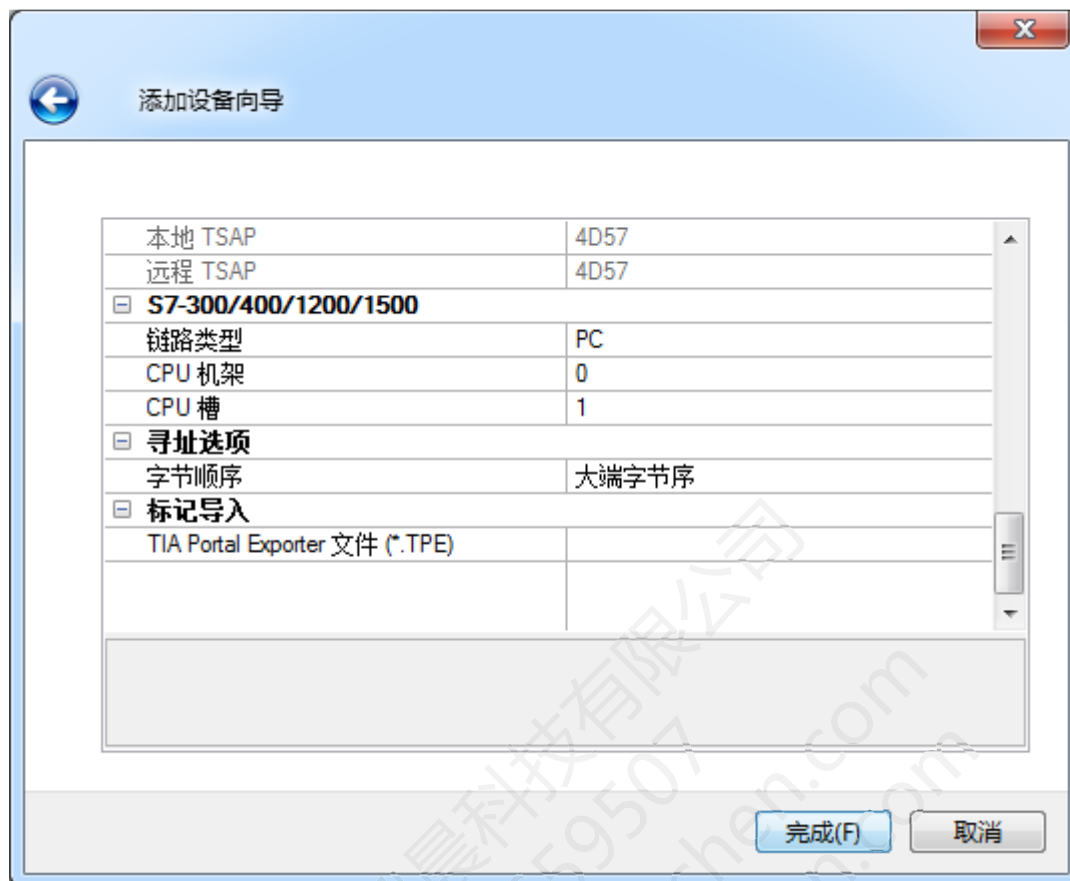 添加设备向导
本地 TSAP 4D57
远程 TSAP 4D57
S7-300/400/1200/1500
链路类型 PC
CPU 机架 0
CPU 槽 1
寻址选项
字节顺序 大端字节序
标记导入
TIA Portal Exporter 文件 (*.TPE)
完成(F) 取消